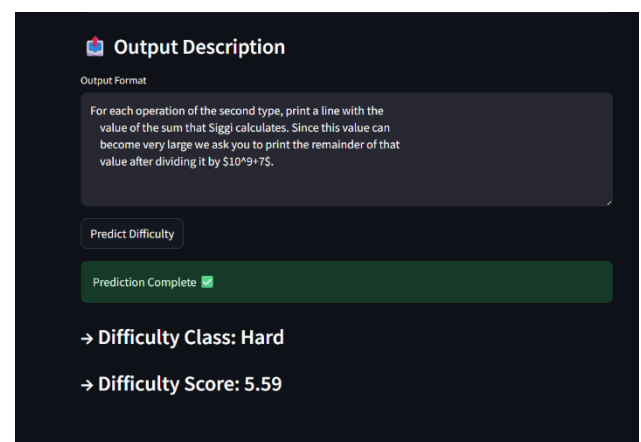 📤 Output Description
Output Format
For each operation of the second type, print a line with the
value of the sum that Siggi calculates. Since this value can
become very large we ask you to print the remainder of that
value after dividing it by $10^9+7$.
Predict Difficulty
Prediction Complete ✅
→ Difficulty Class: Hard
→ Difficulty Score: 5.59